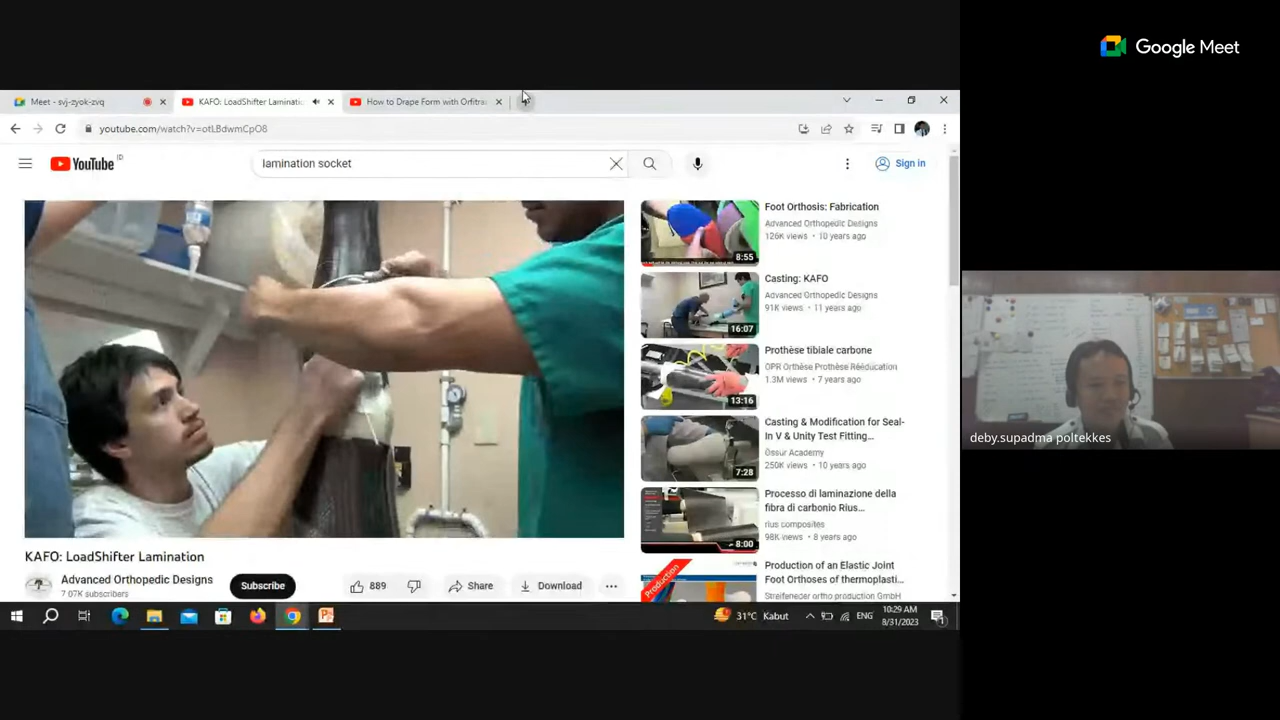 Google Meet
Meet - svj-zyok-zvq
KAFO: LoadShifter Laminatio
How to Drape Form with Orfitra
youtube.com/watch?v=otLBdwmCpO8
YouTube ID
lamination socket
Sign in
Foot Orthosis: Fabrication
Advanced Orthopedic Designs
126K views • 10 years ago
8:55
Casting: KAFO
Advanced Orthopedic Designs
91K views • 11 years ago
16:07
Prothèse tibiale carbone
OPR Orthèse Prothèse Rééducation
1.3M views • 7 years ago
13:16
Casting & Modification for Seal-
In V & Unity Test Fitting...
Össur Academy
250K views • 10 years ago
7:28
Processo di laminazione della
fibra di carbonio Rius...
rius composites
98K views • 8 years ago
8:00
Production of an Elastic Joint
Foot Orthoses of thermoplasti...
Streifeneder ortho.production GmbH
Production
KAFO: LoadShifter Lamination
Advanced Orthopedic Designs
7.07K subscribers
Subscribe
889
Share
Download
31°C Kabut
ENG
10:29 AM
8/31/2023
1
deby.supadma poltekkes